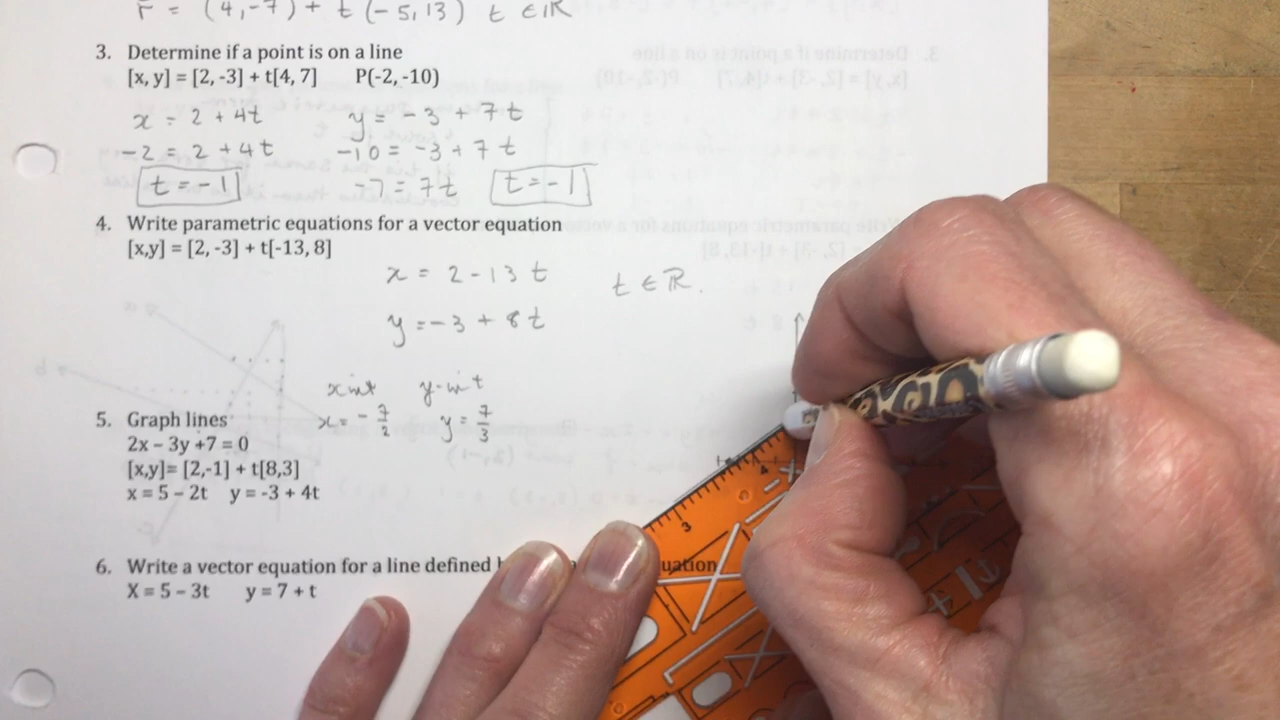 r = (4,-7) + t(-5,13) t ∈ ℝ
3. Determine if a point is on a line
[x, y] = [2, -3] + t[4, 7] P(-2, -10)
x = 2 + 4t y = -3 + 7t
-2 = 2 + 4t -10 = -3 + 7t
t = -1 -7 = 7t t = -1
4. Write parametric equations for a vector equation
[x,y] = [2, -3] + t[-13, 8]
x = 2 - 13t t ∈ ℝ.
y = -3 + 8t
x int y-int
x = -7/2 y = 7/3
5. Graph lines
2x – 3y +7 = 0
[x,y]= [2,-1] + t[8,3]
x = 5 – 2t y = -3 + 4t
6. Write a vector equation for a line defined
X = 5 – 3t y = 7 + t
3
4